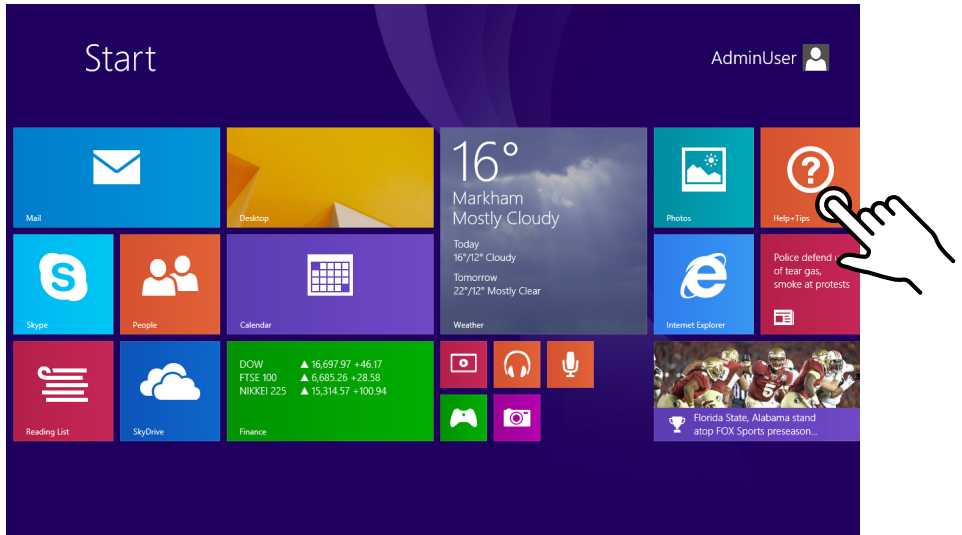 Start
AdminUser
Mail
Desktop
16°
Markham
Mostly Cloudy
Today
16°/12° Cloudy
Tomorrow
22°/12° Mostly Clear
Weather
Photos
?
Help+Tips
S
Skype
People
Calendar
e
Internet Explorer
Police defend
of tear gas,
smoke at protests
Reading List
SkyDrive
DOW ▲ 16,697.97 +46.17
FTSE 100 ▲ 6,685.26 +28.58
NIKKEI 225 ▲ 15,314.57 +100.94
Finance
Florida State, Alabama stand
atop FOX Sports preseason...